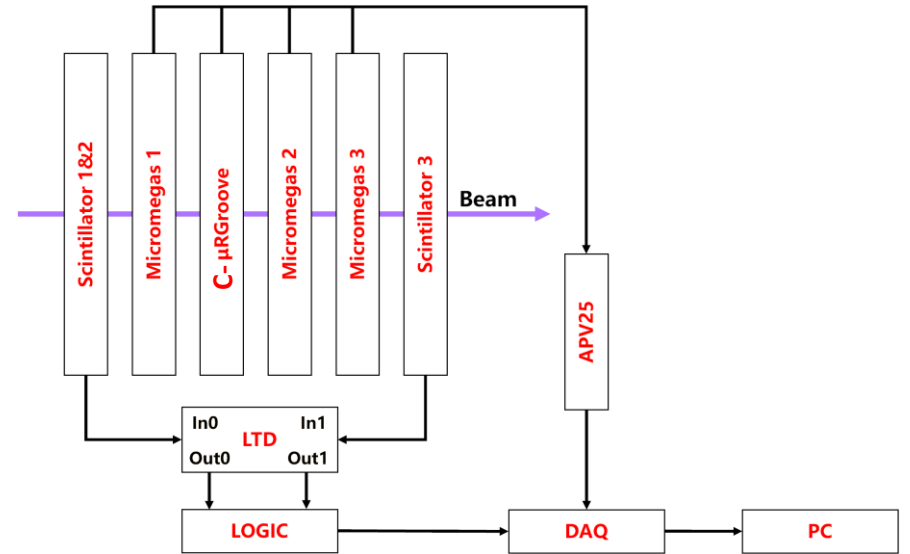 Scintillator 1&2
Micromegas 1
C- μRGroove
Micromegas 2
Micromegas 3
Scintillator 3
Beam
APV25
In0
In1
LTD
Out0
Out1
LOGIC
DAQ
PC